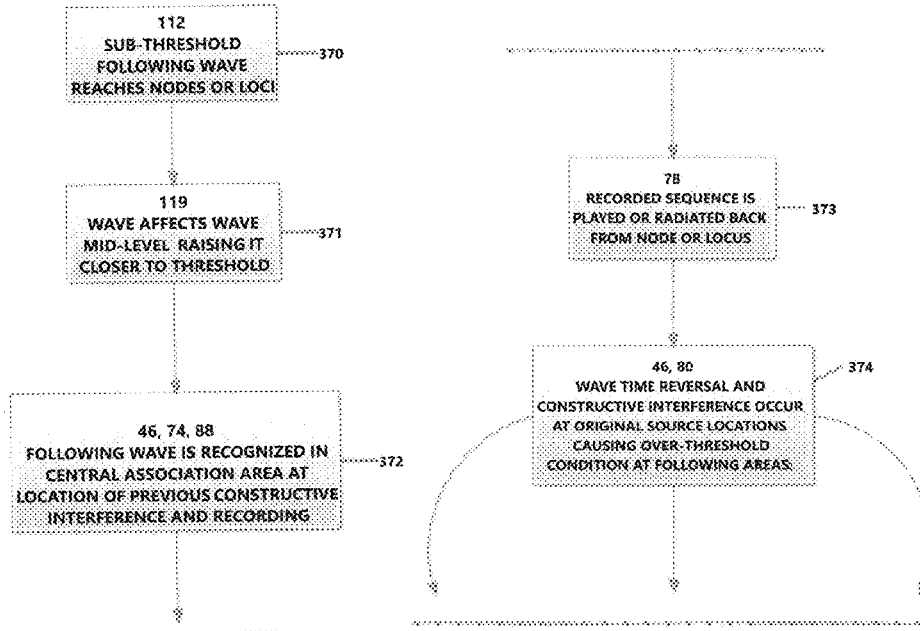 112
SUB-THRESHOLD
FOLLOWING WAVE
REACHES NODES OR LOCI
370
119
WAVE AFFECTS WAVE
MID-LEVEL RAISING IT
CLOSER TO THRESHOLD
371
46, 74, 88
FOLLOWING WAVE IS RECOGNIZED IN
CENTRAL ASSOCIATION AREA AT
LOCATION OF PREVIOUS CONSTRUCTIVE
INTERFERENCE AND RECORDING
372
78
RECORDED SEQUENCE IS
PLAYED OR RADIATED BACK
FROM NODE OR LOCUS
373
46, 80
WAVE TIME REVERSAL AND
CONSTRUCTIVE INTERFERENCE OCCUR
AT ORIGINAL SOURCE LOCATIONS
CAUSING OVER-THRESHOLD
CONDITION AT FOLLOWING AREAS:
374